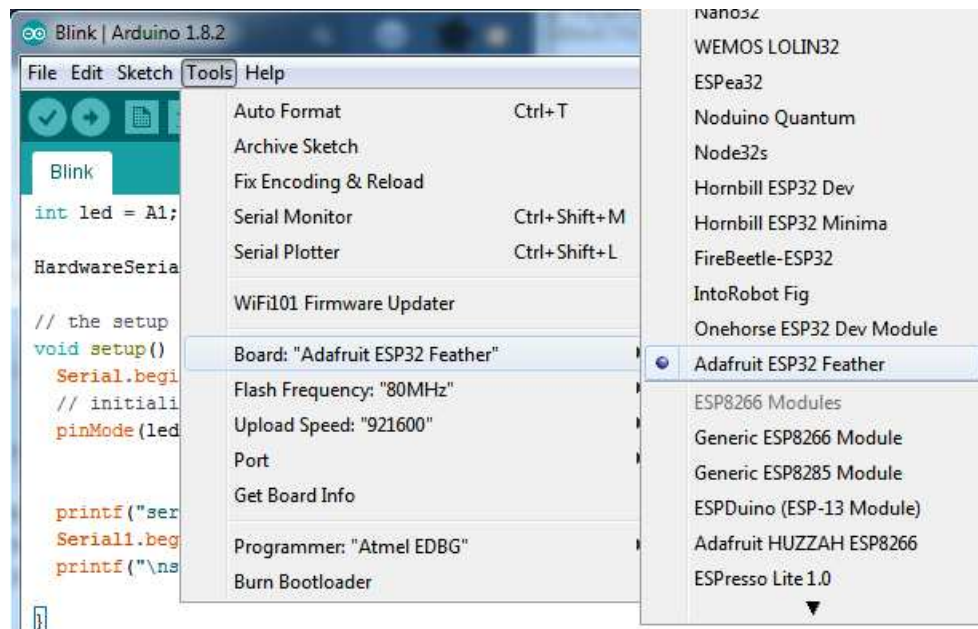 Blink | Arduino 1.8.2
File Edit Sketch Tools Help
Blink
int led = A1;
HardwareSeria
// the setup
void setup()
Serial.begi
// initiali
pinMode(led
printf("ser
Serial1.beg
printf("\ns
}
Auto Format Ctrl+T
Archive Sketch
Fix Encoding & Reload
Serial Monitor Ctrl+Shift+M
Serial Plotter Ctrl+Shift+L
WiFi101 Firmware Updater
Board: "Adafruit ESP32 Feather"
Flash Frequency: "80MHz"
Upload Speed: "921600"
Port
Get Board Info
Programmer: "Atmel EDBG"
Burn Bootloader
Nano32
WEMOS LOLIN32
ESPea32
Noduino Quantum
Node32s
Hornbill ESP32 Dev
Hornbill ESP32 Minima
FireBeetle-ESP32
IntoRobot Fig
Onehorse ESP32 Dev Module
Adafruit ESP32 Feather
ESP8266 Modules
Generic ESP8266 Module
Generic ESP8285 Module
ESPDuino (ESP-13 Module)
Adafruit HUZZAH ESP8266
ESPresso Lite 1.0